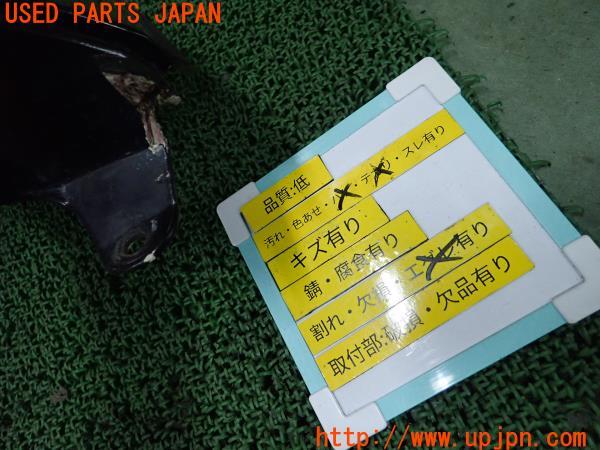 USED PARTS JAPAN
品質:低
汚れ・色あせ・ ・ ・スレ有り
キズ有り
錆・腐食有り
割れ・欠損・ 有り
取付部:破損・欠品有り
http://www.upjpn.com